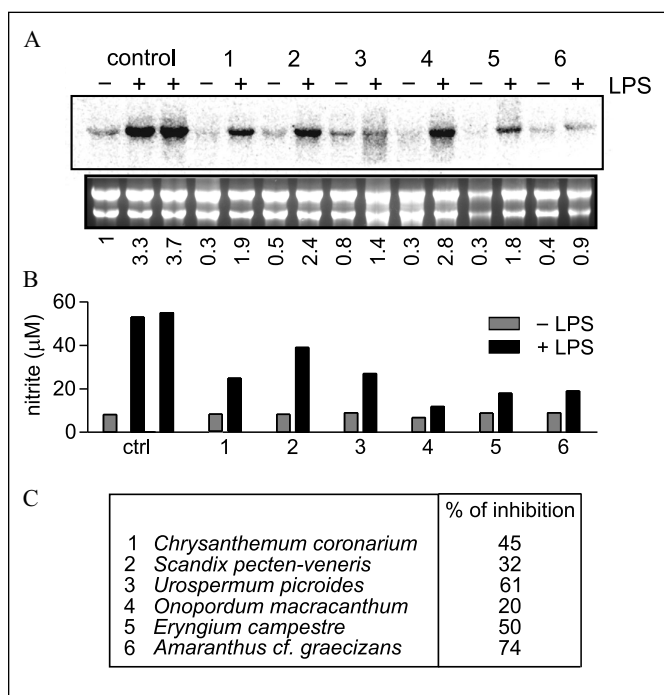 A
control 1 2 3 4 5 6
– + + – + – + – + – + – + – + LPS
1 3.3 3.7 0.3 1.9 0.5 2.4 0.8 1.4 0.3 2.8 0.3 1.8 0.4 0.9
B
60
40
20
0
nitrite (μM)
– LPS
+ LPS
ctrl 1 2 3 4 5 6
C
% of inhibition
1 Chrysanthemum coronarium 45
2 Scandix pecten-veneris 32
3 Urospermum picroides 61
4 Onopordum macracanthum 20
5 Eryngium campestre 50
6 Amaranthus cf. graecizans 74